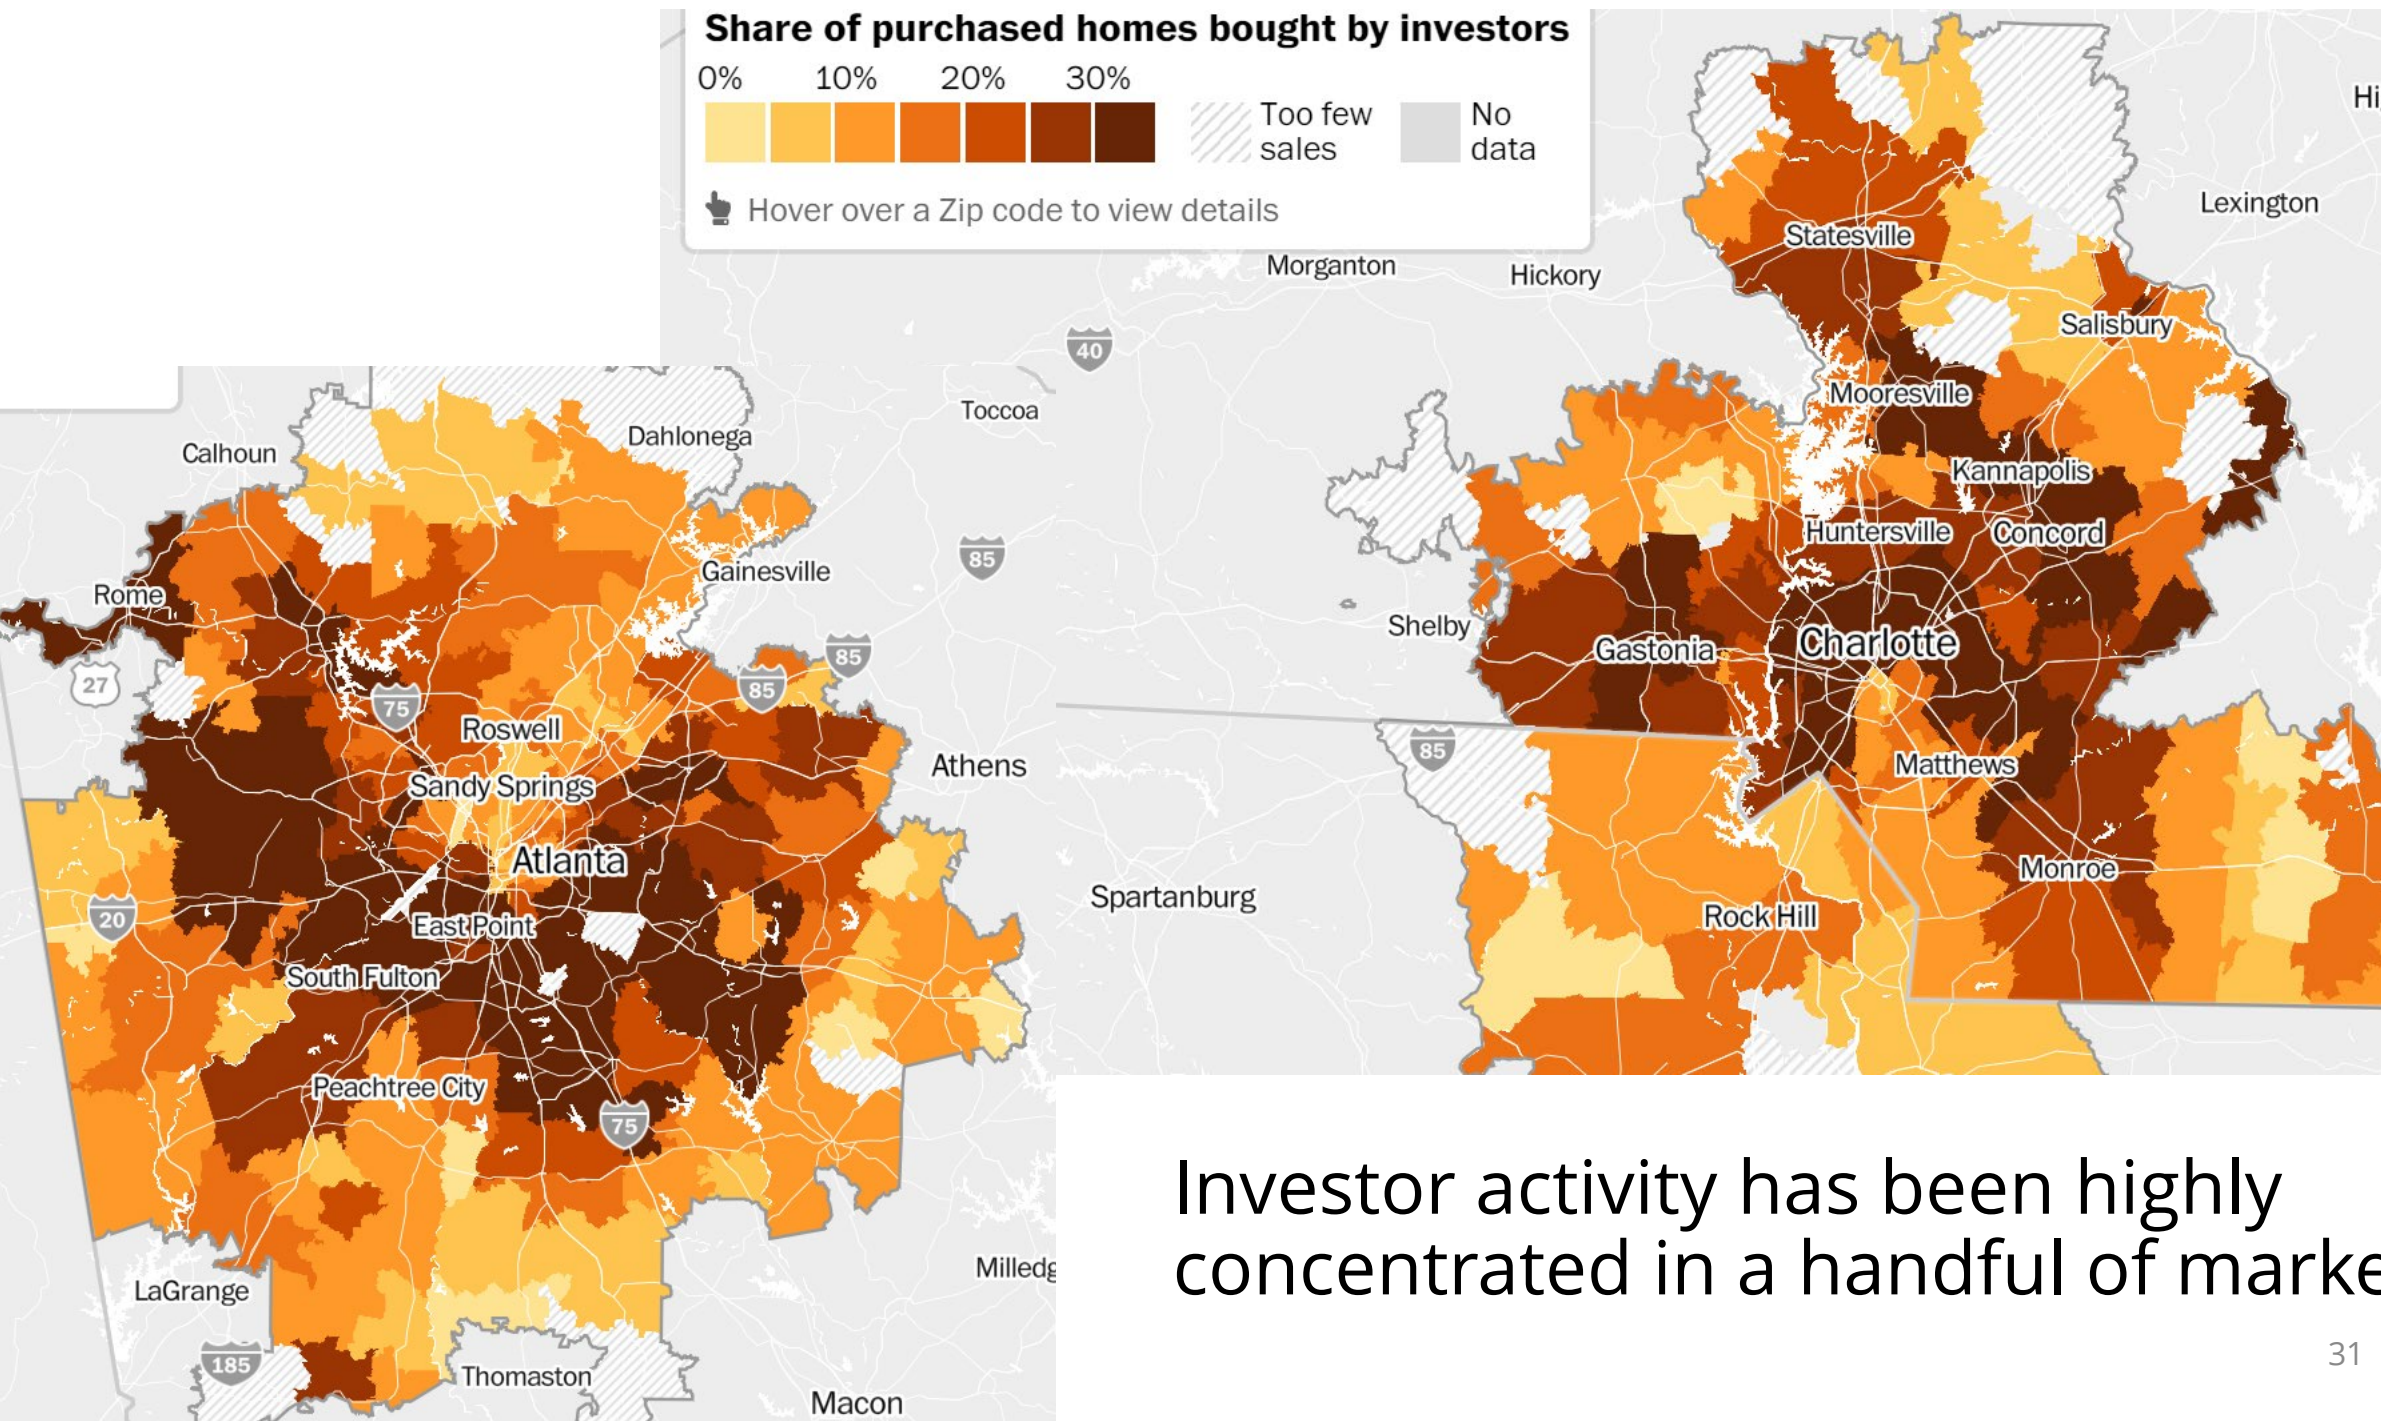 Share of purchased homes bought by investors
0% 10% 20% 30%
Too few
sales
No
data
Hover over a Zip code to view details
Lexington
Statesville
Morganton
Hickory
Salisbury
40
Mooresville
Kannapolis
Huntersville
Concord
Shelby
Gastonia
Charlotte
85
Matthews
Monroe
Spartanburg
Rock Hill
Toccoa
Dahlonega
Calhoun
85
Gainesville
Rome
85
27
85
75
Roswell
Athens
Sandy Springs
Atlanta
20
East Point
South Fulton
Peachtree City
75
LaGrange
Milledg
185
Thomaston
Macon
Investor activity has been highly
concentrated in a handful of marke
31